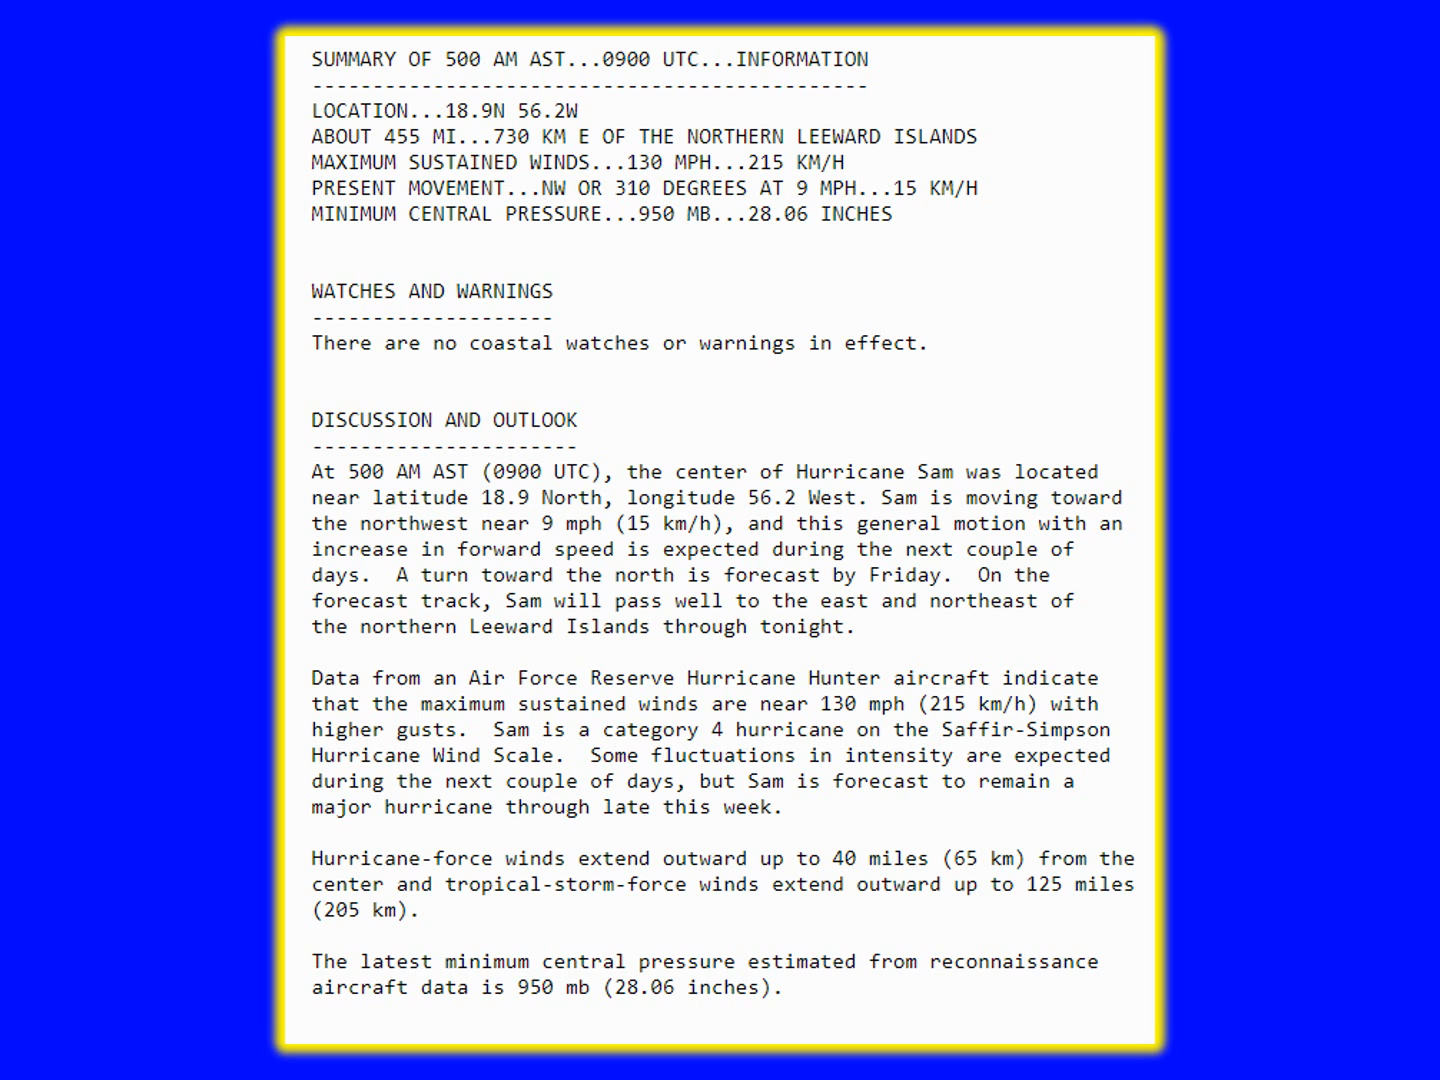 SUMMARY OF 500 AM AST...0900 UTC...INFORMATION
----------------------------------------------
LOCATION...18.9N 56.2W
ABOUT 455 MI...730 KM E OF THE NORTHERN LEEWARD ISLANDS
MAXIMUM SUSTAINED WINDS...130 MPH...215 KM/H
PRESENT MOVEMENT...NW OR 310 DEGREES AT 9 MPH...15 KM/H
MINIMUM CENTRAL PRESSURE...950 MB...28.06 INCHES
WATCHES AND WARNINGS
--------------------
There are no coastal watches or warnings in effect.
DISCUSSION AND OUTLOOK
----------------------
At 500 AM AST (0900 UTC), the center of Hurricane Sam was located
near latitude 18.9 North, longitude 56.2 West. Sam is moving toward
the northwest near 9 mph (15 km/h), and this general motion with an
increase in forward speed is expected during the next couple of
days.  A turn toward the north is forecast by Friday.  On the
forecast track, Sam will pass well to the east and northeast of
the northern Leeward Islands through tonight.
Data from an Air Force Reserve Hurricane Hunter aircraft indicate
that the maximum sustained winds are near 130 mph (215 km/h) with
higher gusts.  Sam is a category 4 hurricane on the Saffir-Simpson
Hurricane Wind Scale.  Some fluctuations in intensity are expected
during the next couple of days, but Sam is forecast to remain a
major hurricane through late this week.
Hurricane-force winds extend outward up to 40 miles (65 km) from the
center and tropical-storm-force winds extend outward up to 125 miles
(205 km).
The latest minimum central pressure estimated from reconnaissance
aircraft data is 950 mb (28.06 inches).